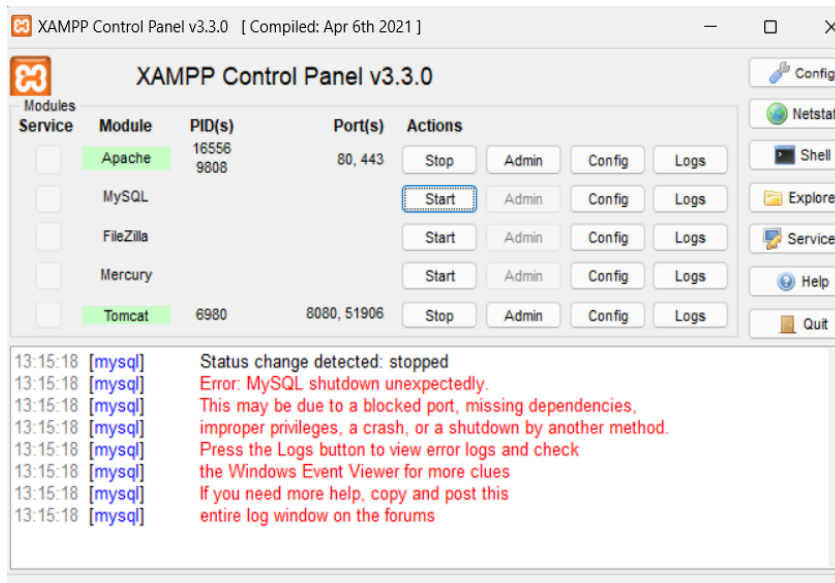 XAMPP Control Panel v3.3.0 [ Compiled: Apr 6th 2021 ]
XAMPP Control Panel v3.3.0
Config
Modules
Service Module PID(s) Port(s) Actions
Netstat
Apache 16556 9808 80, 443 Stop Admin Config Logs
Shell
MySQL Start Admin Config Logs
Explore
FileZilla Start Admin Config Logs
Service
Mercury Start Admin Config Logs
Help
Tomcat 6980 8080, 51906 Stop Admin Config Logs
Quit
13:15:18 [mysql] Status change detected: stopped
13:15:18 [mysql] Error: MySQL shutdown unexpectedly.
13:15:18 [mysql] This may be due to a blocked port, missing dependencies,
13:15:18 [mysql] improper privileges, a crash, or a shutdown by another method.
13:15:18 [mysql] Press the Logs button to view error logs and check
13:15:18 [mysql] the Windows Event Viewer for more clues
13:15:18 [mysql] If you need more help, copy and post this
13:15:18 [mysql] entire log window on the forums